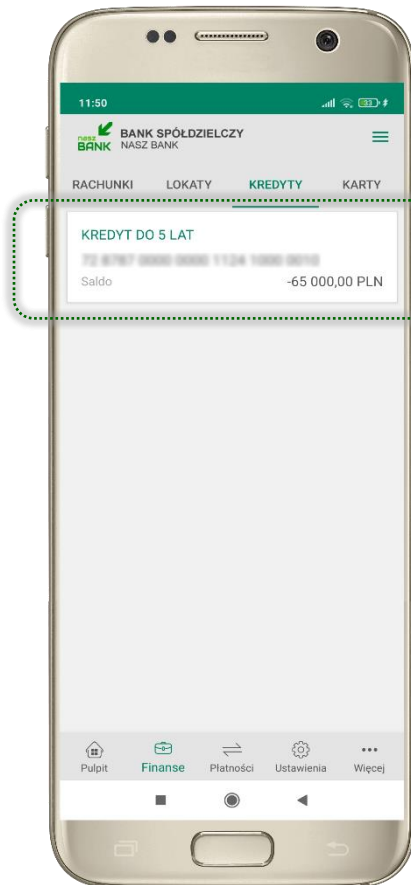 11:50
nasz BANK
BANK SPÓŁDZIELCZY
NASZ BANK
RACHUNKI LOKATY KREDYTY KARTY
KREDYT DO 5 LAT
Saldo -65 000,00 PLN
Pulpit Finanse Płatności Ustawienia Więcej